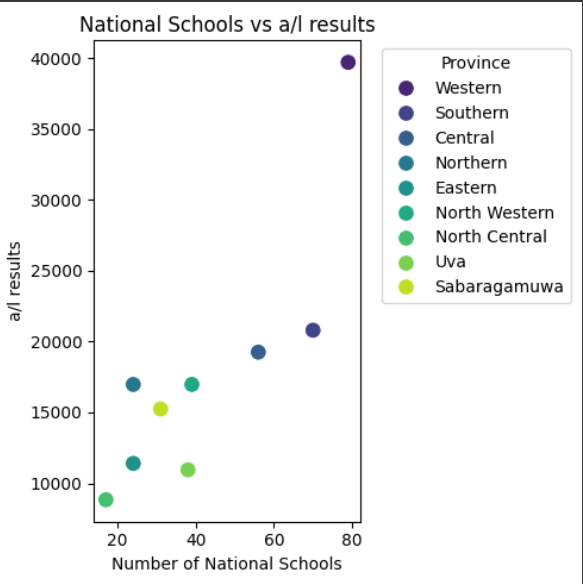 National Schools vs a/l results
40000
35000
30000
25000
20000
15000
10000
a/l results
20
40
60
80
Number of National Schools
Province
Western
Southern
Central
Northern
Eastern
North Western
North Central
Uva
Sabaragamuwa